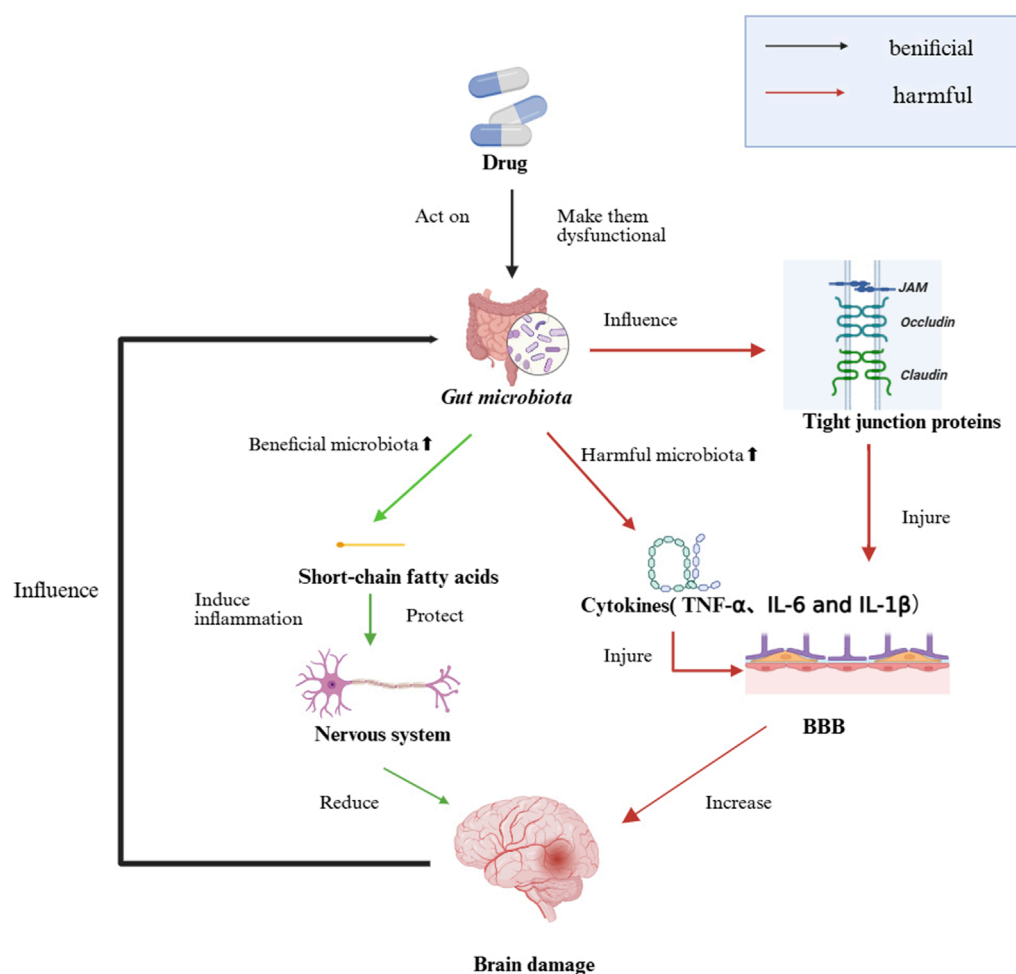 benificial
harmful
Drug
Act on
Make them
dysfunctional
JAM
Influence
Occludin
Claudin
Gut microbiota
Tight junction proteins
Beneficial microbiota⬆
Harmful microbiota⬆
Injure
Short-chain fatty acids
Influence
Induce
inflammation
Protect
Cytokines( TNF-α、IL-6 and IL-1β）
Injure
Nervous system
BBB
Reduce
Increase
Brain damage